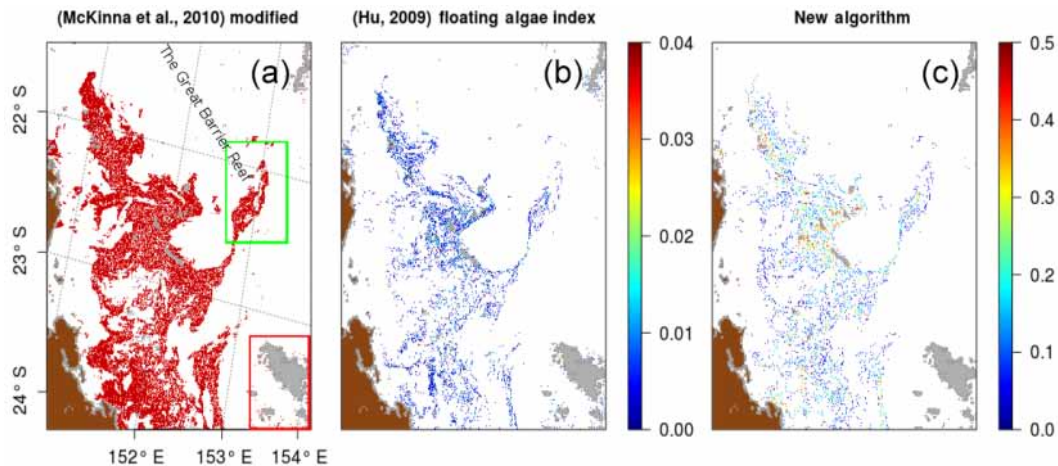 (McKinna et al., 2010) modified
(Hu, 2009) floating algae index
New algorithm
(a)
(b)
(c)
The Great Barrier Reef
22° S
23° S
24° S
152° E
153° E
154° E
0.04
0.03
0.02
0.01
0.00
0.5
0.4
0.3
0.2
0.1
0.0